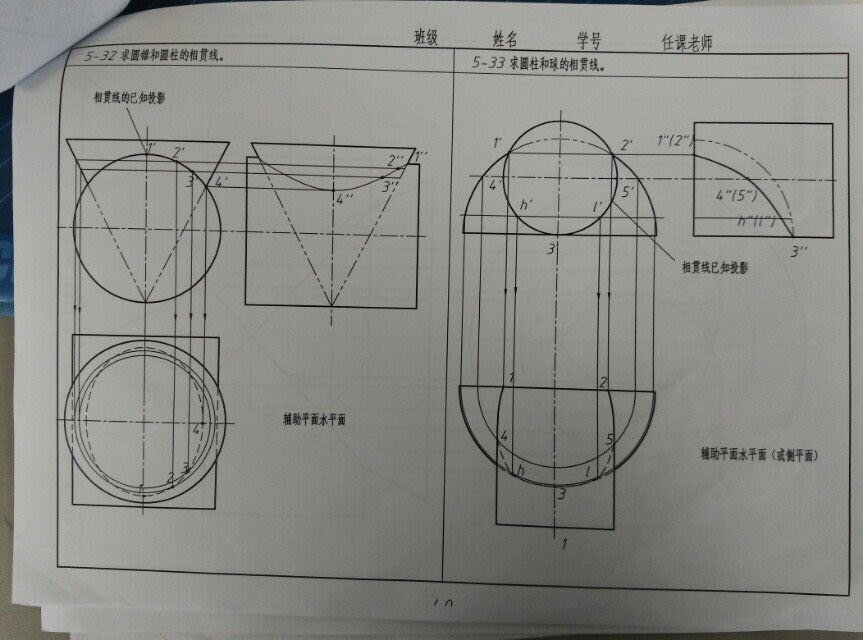 班级 姓名 学号 任课老师
5-32 求圆锥和圆柱的相贯线。
相贯线的已知投影
1' 2'
3' 4'
2'' 1''
3''
4''
4
3
2
1
辅助平面水平面
5-33 求圆柱和球的相贯线。
1' 2' 1''(2'')
4' 5' 4''(5'')
h' l' h''(l'')
3' 3''
相贯线已知投影
1 2
4 5
h l
3
辅助平面水平面（或侧平面）
1